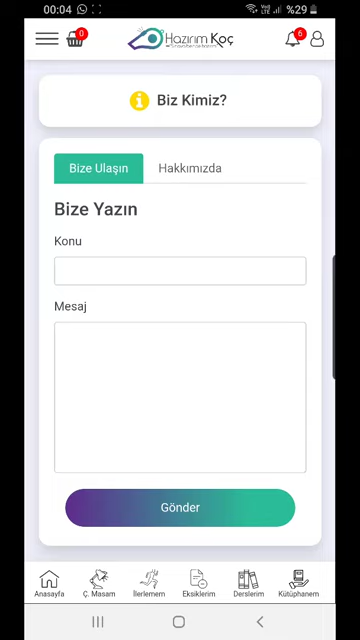 00:04
%29
0
Hazırım Koç
6
Biz Kimiz?
Bize Ulaşın
Hakkımızda
Bize Yazın
Konu
Mesaj
Gönder
Anasayfa
Ç. Masam
İlerlemem
Eksiklerim
Derslerim
Kütüphanem